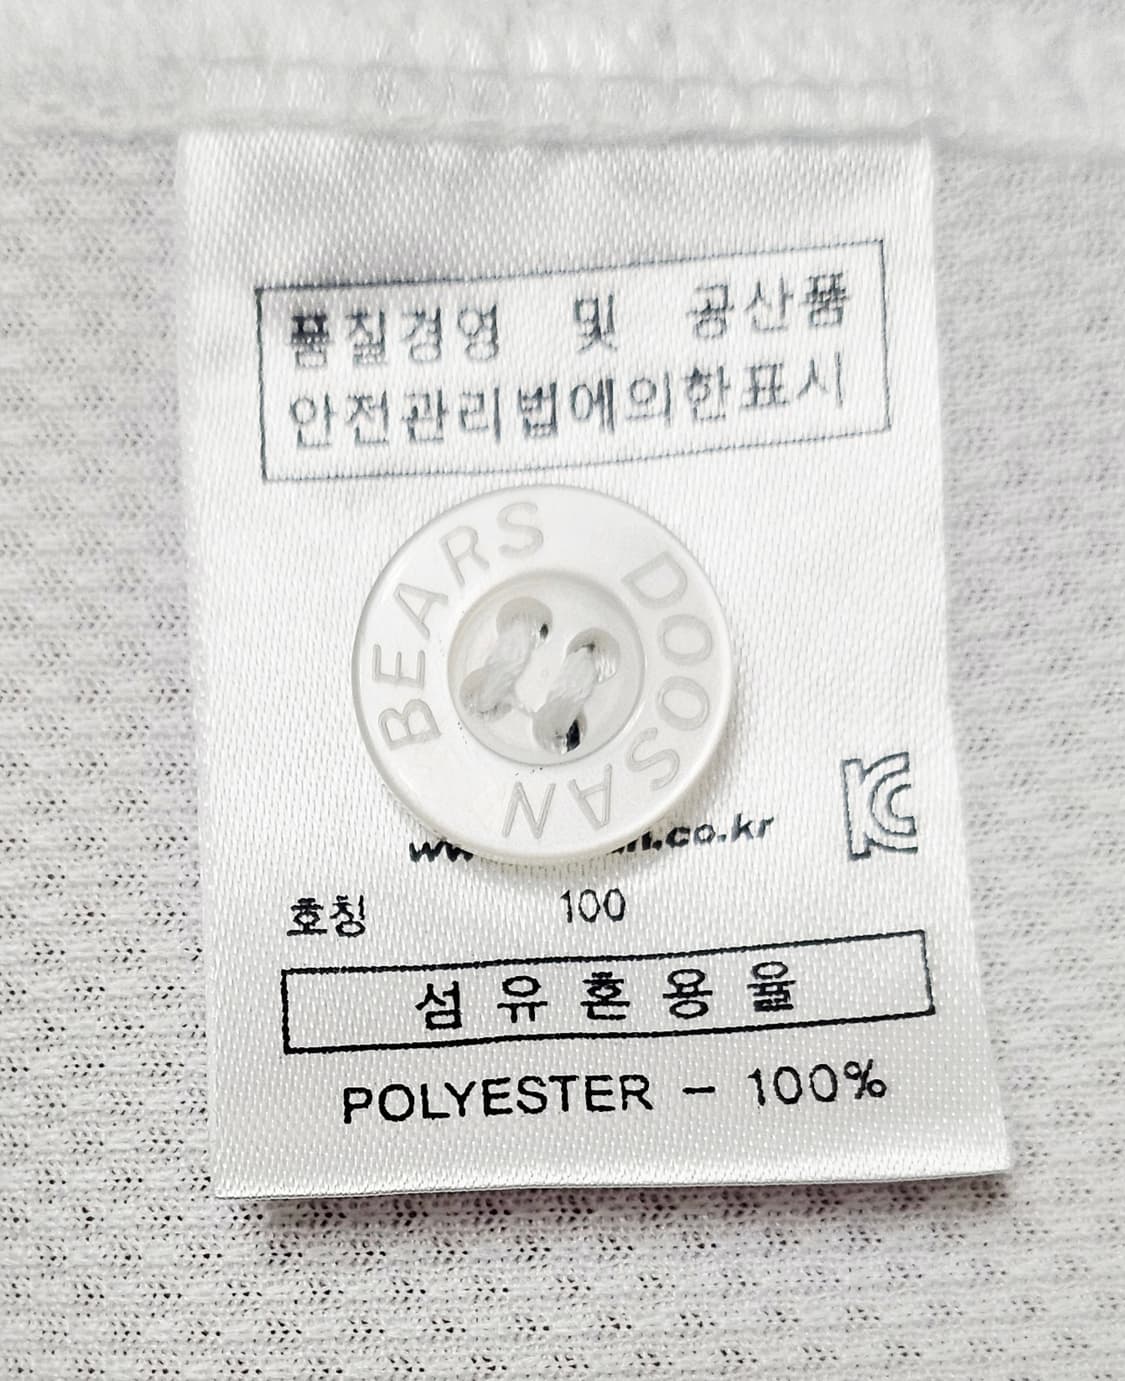 품질경영 및 공산품
안전관리법에의한표시
DOOSAN BEARS
.co.kr
호칭 100
섬유혼용율
POLYESTER - 100%